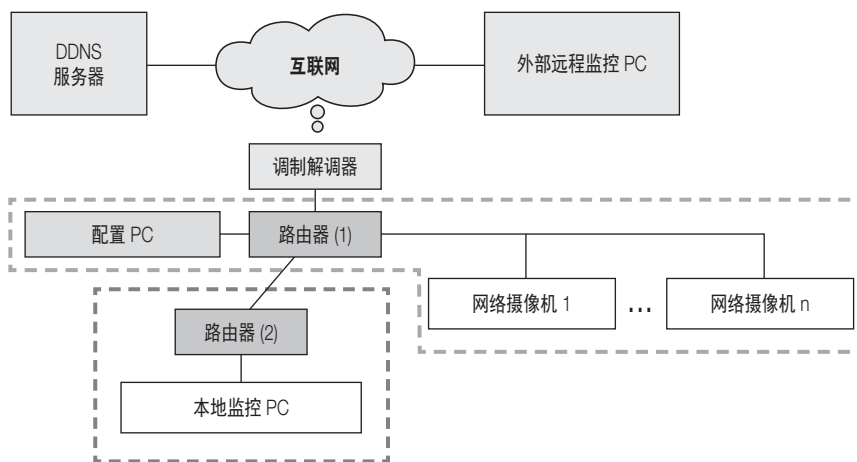 DDNS
服务器
互联网
外部远程监控 PC
调制解调器
配置 PC
路由器 (1)
网络摄像机 1
...
网络摄像机 n
路由器 (2)
本地监控 PC